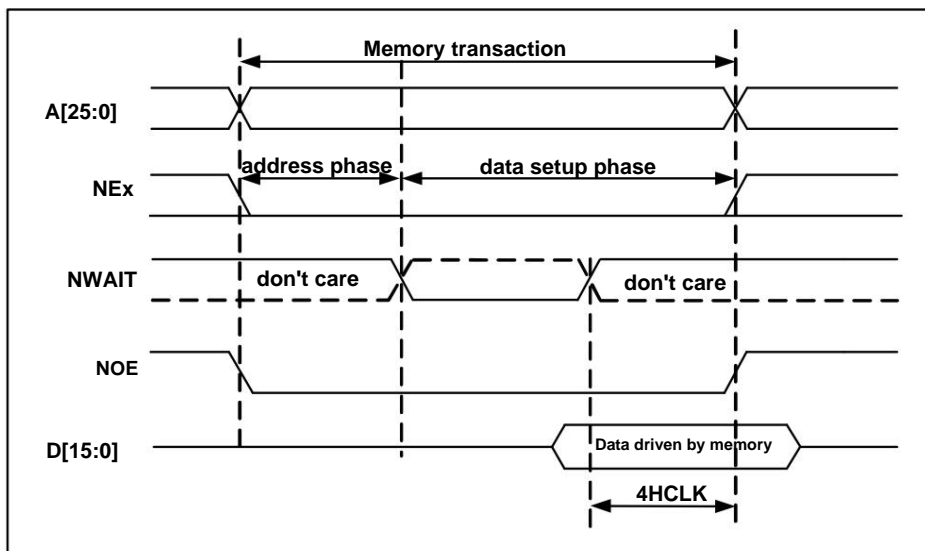 Memory transaction
A[25:0]
address phase
data setup phase
NEx
NWAIT
don't care
don't care
NOE
D[15:0]
Data driven by memory
4HCLK